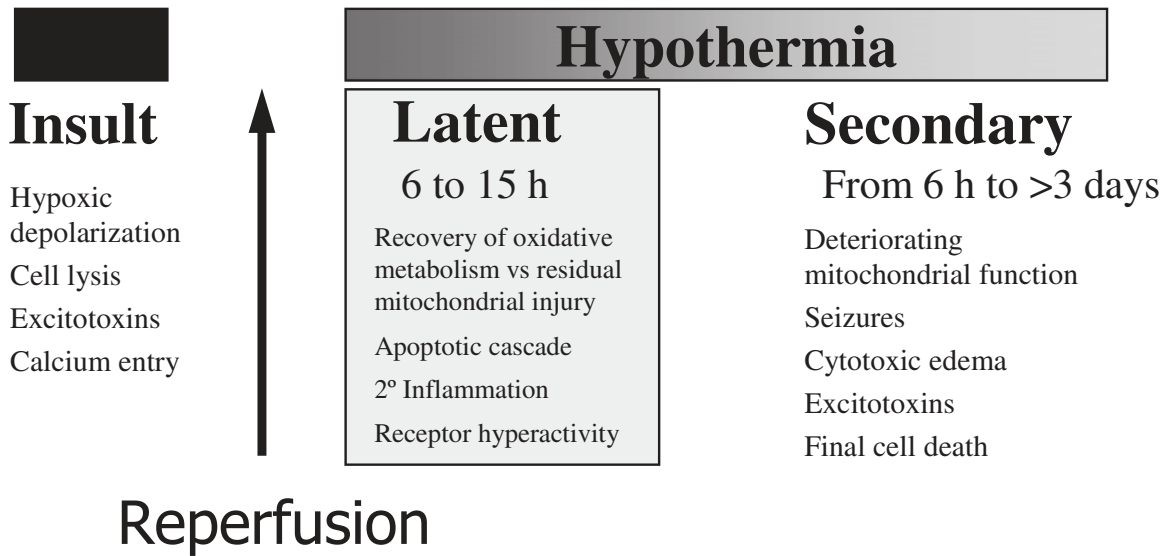 Hypothermia
Insult
Hypoxic
depolarization
Cell lysis
Excitotoxins
Calcium entry
Latent
6 to 15 h
Recovery of oxidative
metabolism vs residual
mitochondrial injury
Apoptotic cascade
2º Inflammation
Receptor hyperactivity
Secondary
From 6 h to >3 days
Deteriorating
mitochondrial function
Seizures
Cytotoxic edema
Excitotoxins
Final cell death
Reperfusion